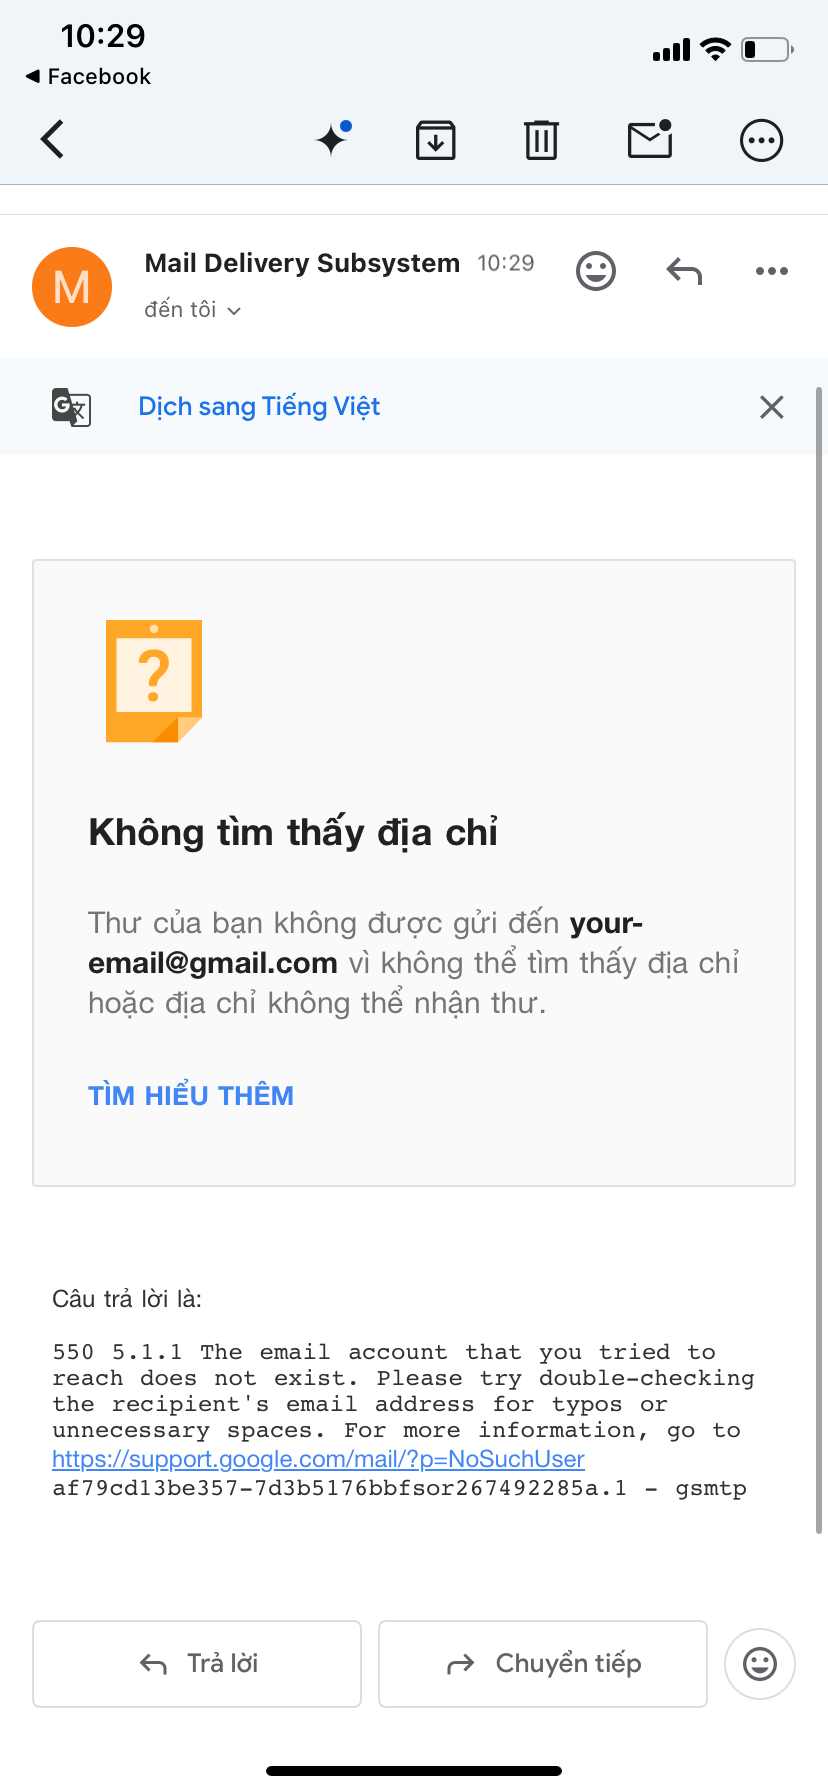 10:29
◀ Facebook
M
Mail Delivery Subsystem 10:29
đến tôi
G 文
Dịch sang Tiếng Việt
?
Không tìm thấy địa chỉ
Thư của bạn không được gửi đến your-
email@gmail.com vì không thể tìm thấy địa chỉ
hoặc địa chỉ không thể nhận thư.
TÌM HIỂU THÊM
Câu trả lời là:
550 5.1.1 The email account that you tried to
reach does not exist. Please try double-checking
the recipient's email address for typos or
unnecessary spaces. For more information, go to
https://support.google.com/mail/?p=NoSuchUser
af79cd13be357-7d3b5176bbfsor267492285a.1 - gsmtp
Trả lời
Chuyển tiếp